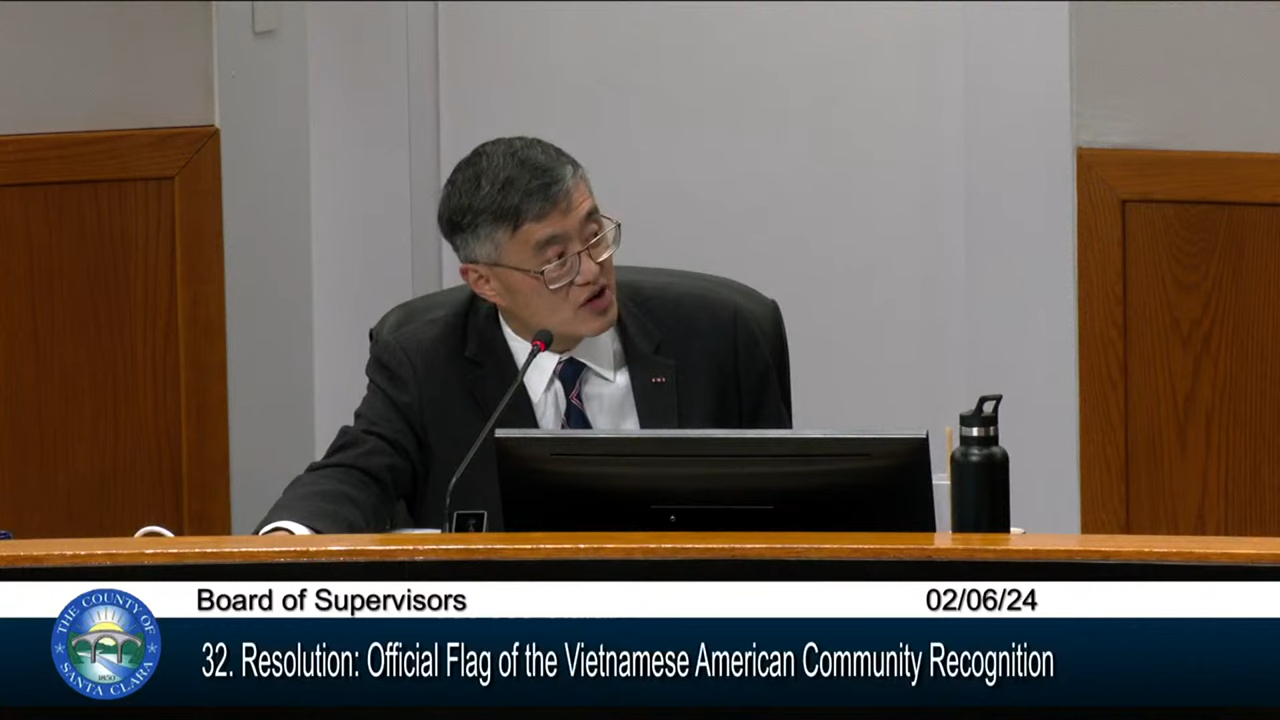 Board of Supervisors
02/06/24
THE COUNTY OF
SANTA CLARA
1850
32. Resolution: Official Flag of the Vietnamese American Community Recognition